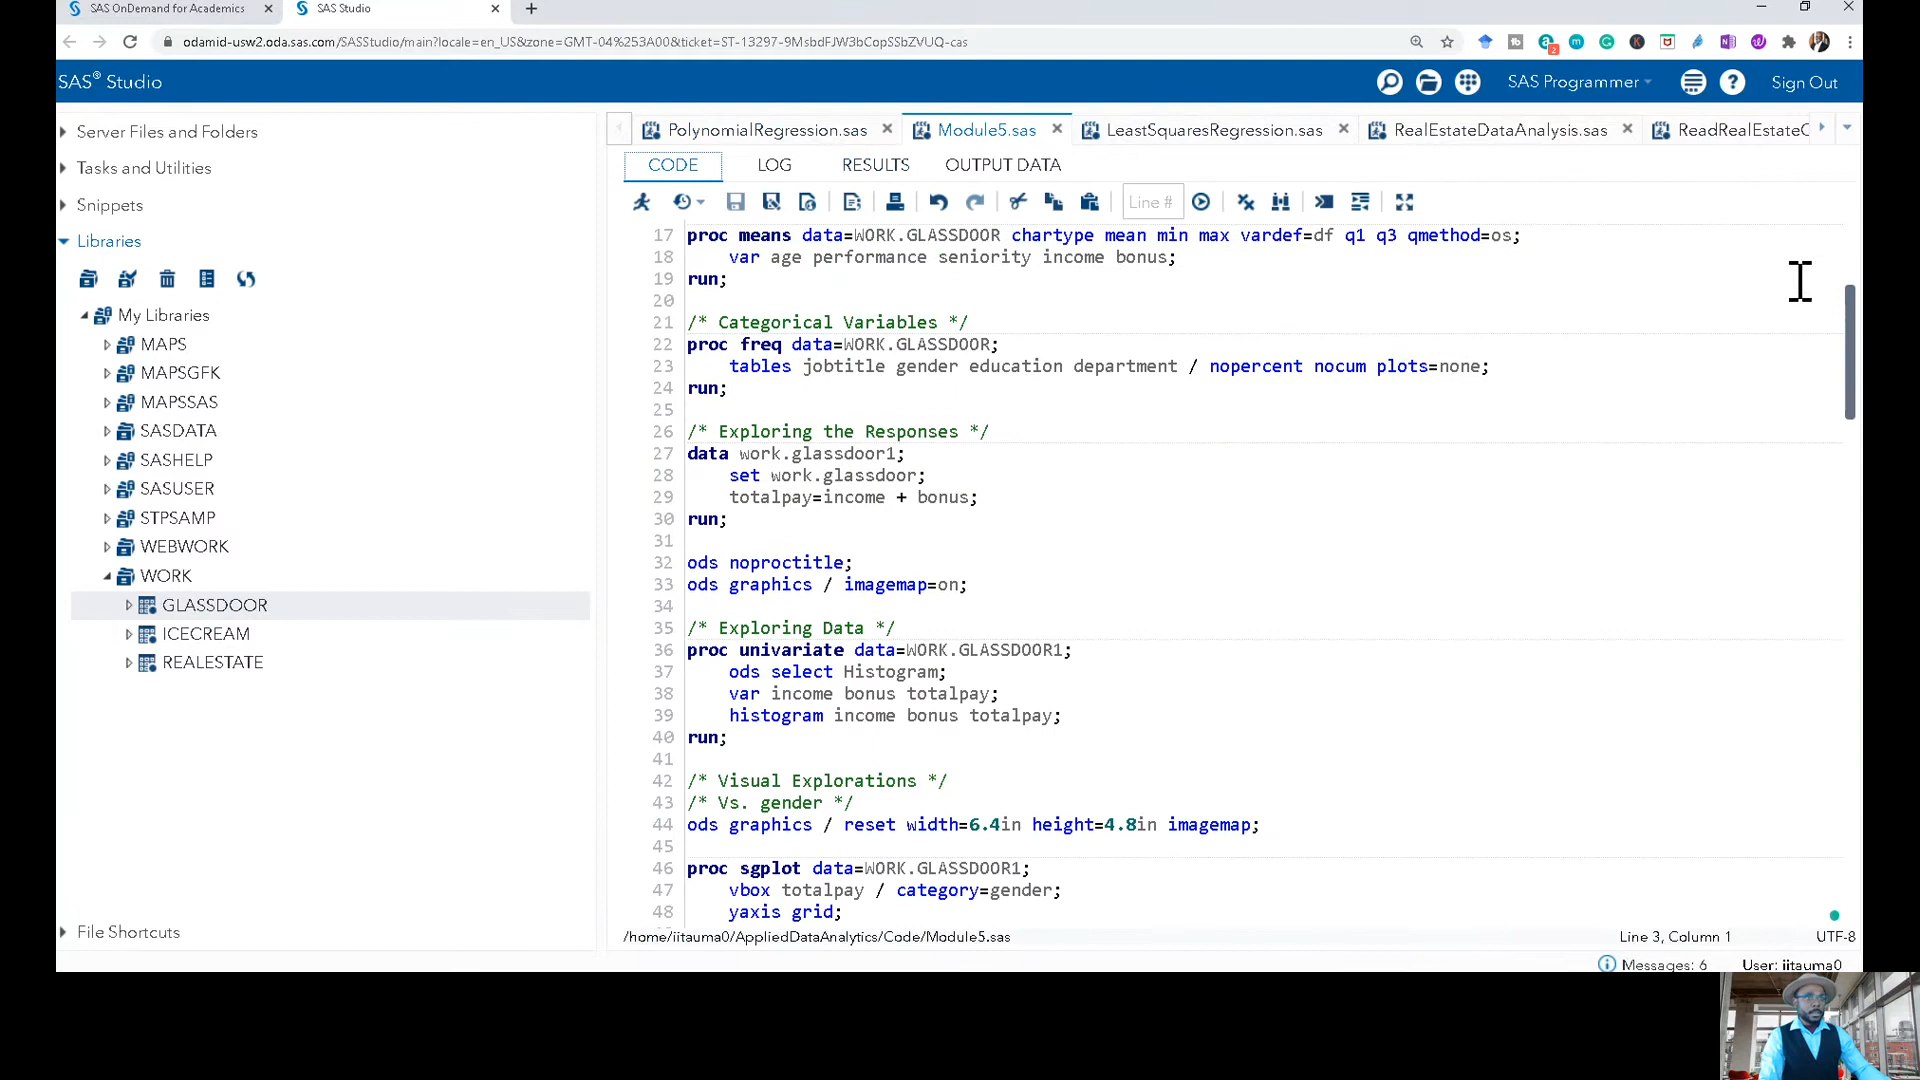 SAS OnDemand for Academics
SAS Studio
odamid-usw2.oda.sas.com/SASStudio/main?locale=en_US&zone=GMT-04%253A00&ticket=ST-13297-9MsbdFJW3bCopSSbZVUQ-cas
2
SAS® Studio
SAS Programmer
Sign Out
Server Files and Folders
Tasks and Utilities
Snippets
Libraries
My Libraries
MAPS
MAPSGFK
MAPSSAS
SASDATA
SASHELP
SASUSER
STPSAMP
WEBWORK
WORK
GLASSDOOR
ICECREAM
REALESTATE
File Shortcuts
PolynomialRegression.sas
Module5.sas
LeastSquaresRegression.sas
RealEstateDataAnalysis.sas
ReadRealEstateC
CODE
LOG
RESULTS
OUTPUT DATA
Line #
17 proc means data=WORK.GLASSDOOR chartype mean min max vardef=df q1 q3 qmethod=os;
18 var age performance seniority income bonus;
19 run;
20
21 /* Categorical Variables */
22 proc freq data=WORK.GLASSDOOR;
23 tables jobtitle gender education department / nopercent nocum plots=none;
24 run;
25
26 /* Exploring the Responses */
27 data work.glassdoor1;
28 set work.glassdoor;
29 totalpay=income + bonus;
30 run;
31
32 ods noproctitle;
33 ods graphics / imagemap=on;
34
35 /* Exploring Data */
36 proc univariate data=WORK.GLASSDOOR1;
37 ods select Histogram;
38 var income bonus totalpay;
39 histogram income bonus totalpay;
40 run;
41
42 /* Visual Explorations */
43 /* Vs. gender */
44 ods graphics / reset width=6.4in height=4.8in imagemap;
45
46 proc sgplot data=WORK.GLASSDOOR1;
47 vbox totalpay / category=gender;
48 yaxis grid;
/home/iitauma0/AppliedDataAnalytics/Code/Module5.sas
Line 3, Column 1
UTF-8
Messages: 6
User: iitauma0